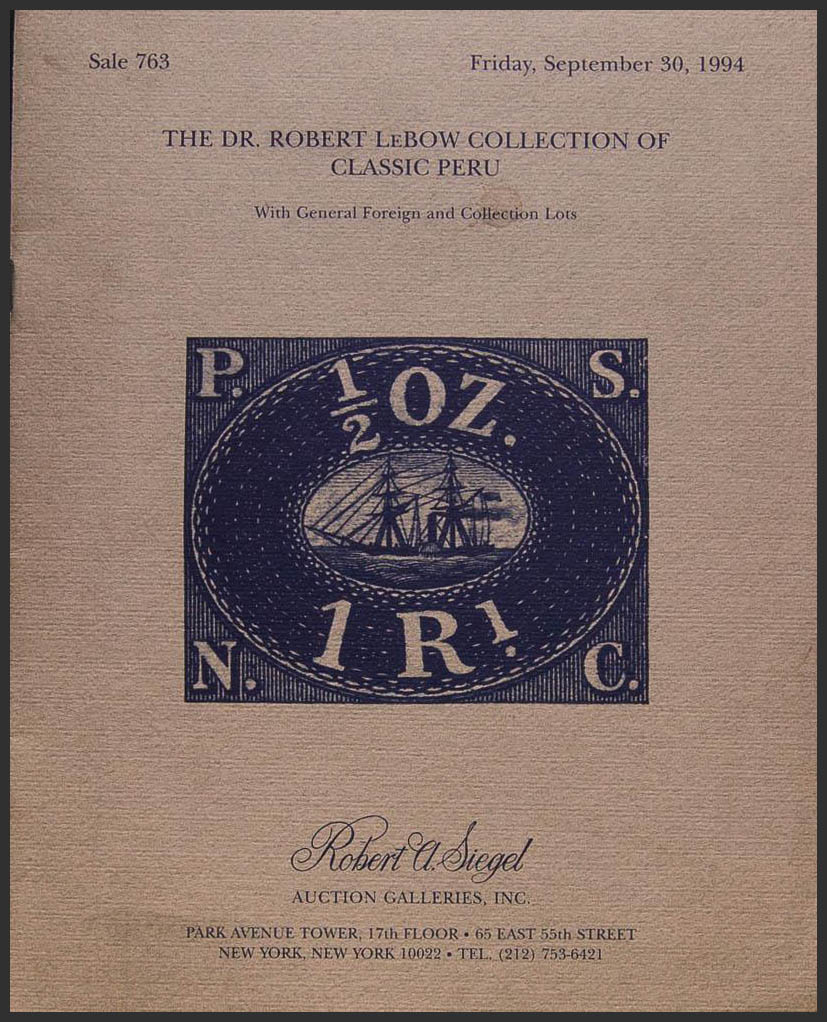 Sale 763
Friday, September 30, 1994
THE DR. ROBERT LEBOW COLLECTION OF
CLASSIC PERU
With General Foreign and Collection Lots
P.
S.
½ OZ.
1 Rl.
N.
C.
Robert A. Siegel
AUCTION GALLERIES, INC.
PARK AVENUE TOWER, 17th FLOOR • 65 EAST 55th STREET
NEW YORK, NEW YORK 10022 • TEL. (212) 753-6421